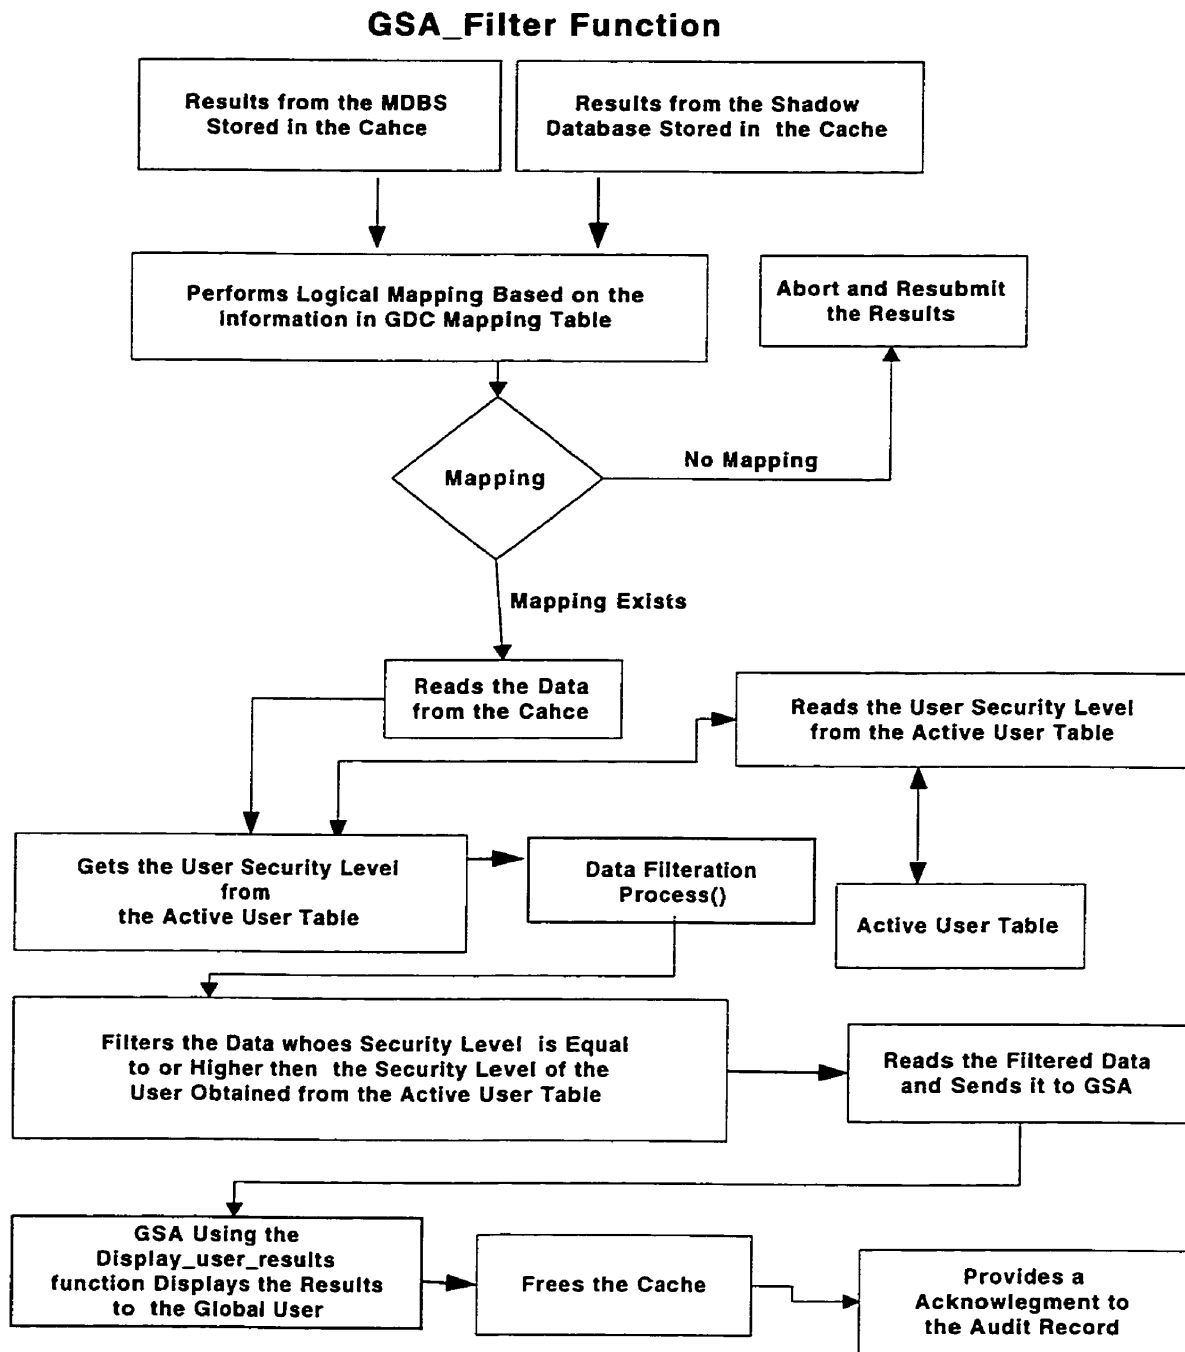 GSA_Filter Function
Results from the MDBS
Stored in the Cahce
Results from the Shadow
Database Stored in the Cache
Performs Logical Mapping Based on the
Information in GDC Mapping Table
Abort and Resubmit
the Results
Mapping
No Mapping
Mapping Exists
Reads the Data
from the Cahce
Reads the User Security Level
from the Active User Table
Gets the User Security Level
from
the Active User Table
Data Filteration
Process()
Active User Table
Filters the Data whoes Security Level is Equal
to or Higher then the Security Level of the
User Obtained from the Active User Table
Reads the Filtered Data
and Sends it to GSA
GSA Using the
Display_user_results
function Displays the Results
to the Global User
Frees the Cache
Provides a
Acknowlegment to
the Audit Record